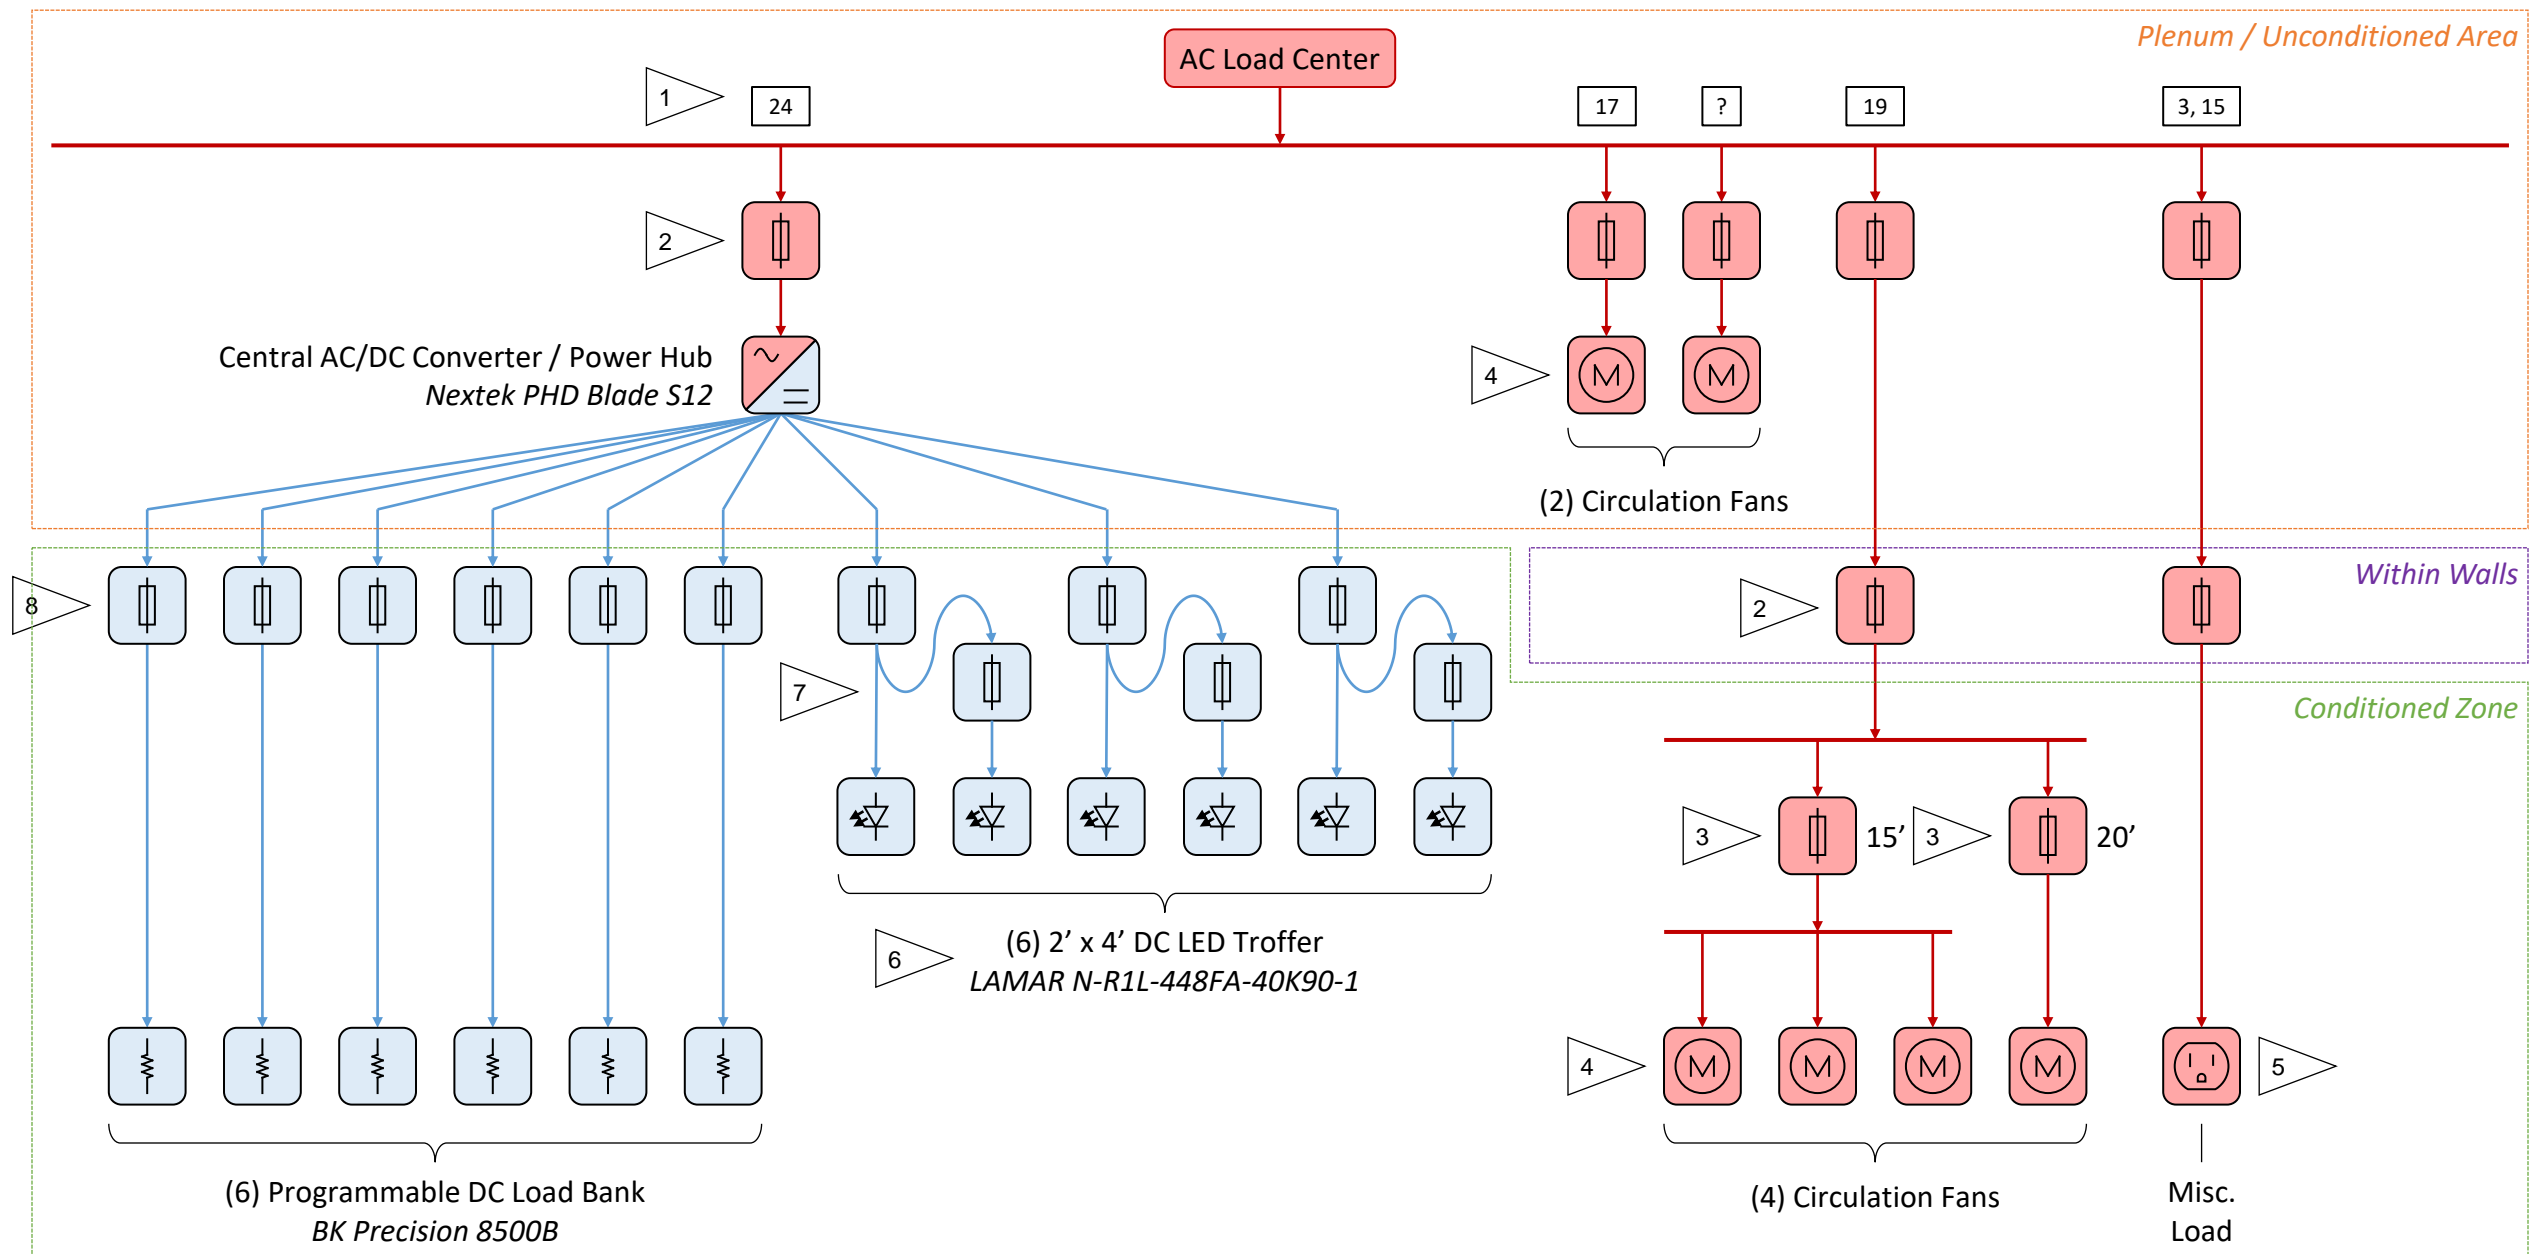 Plenum / Unconditioned Area
AC Load Center
1
24
17
?
19
3, 15
2
Central AC/DC Converter / Power Hub
Nextek PHD Blade S12
4
M
M
(2) Circulation Fans
Within Walls
8
2
7
Conditioned Zone
3
15’
3
20’
6
(6) 2’ x 4’ DC LED Troffer
LAMAR N-R1L-448FA-40K90-1
4
M
M
M
M
5
(6) Programmable DC Load Bank
BK Precision 8500B
(4) Circulation Fans
Misc.
Load